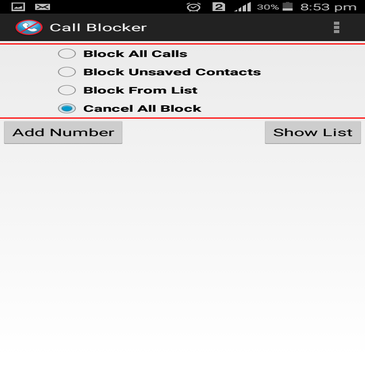 2 30% 8:53 pm
Call Blocker
Block All Calls
Block Unsaved Contacts
Block From List
Cancel All Block
Add Number Show List